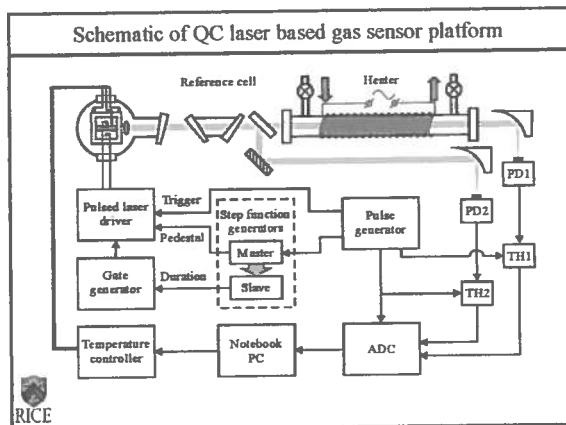 Schematic of QC laser based gas sensor platform
Reference cell
Heater
PD1
PD2
Trigger
Pulsed laser
driver
Pedestal
Step function
generators
Master
Slave
Pulse
generator
TH1
TH2
Gate
generator
Duration
Temperature
controller
Notebook
PC
ADC
RICE